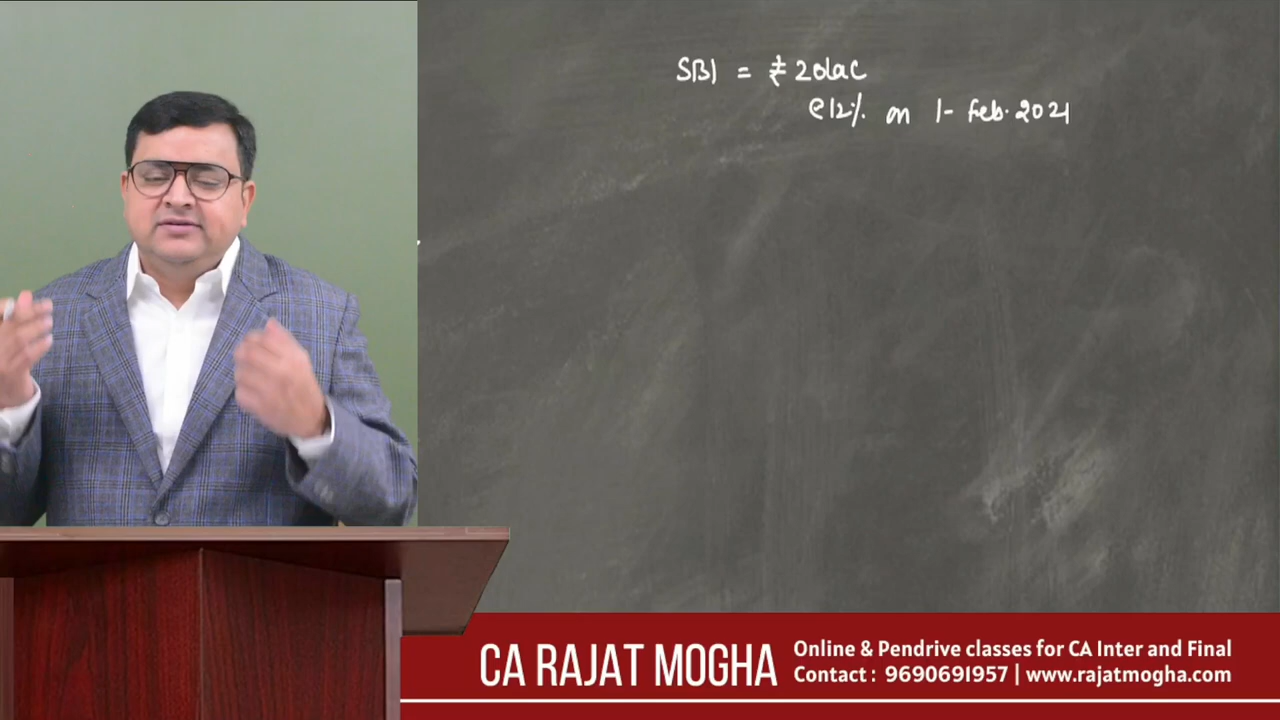 SBI = ₹ 20lac
@12% on 1- Feb. 2021
CA RAJAT MOGHA
Online & Pendrive classes for CA Inter and Final
Contact : 9690691957 | www.rajatmogha.com